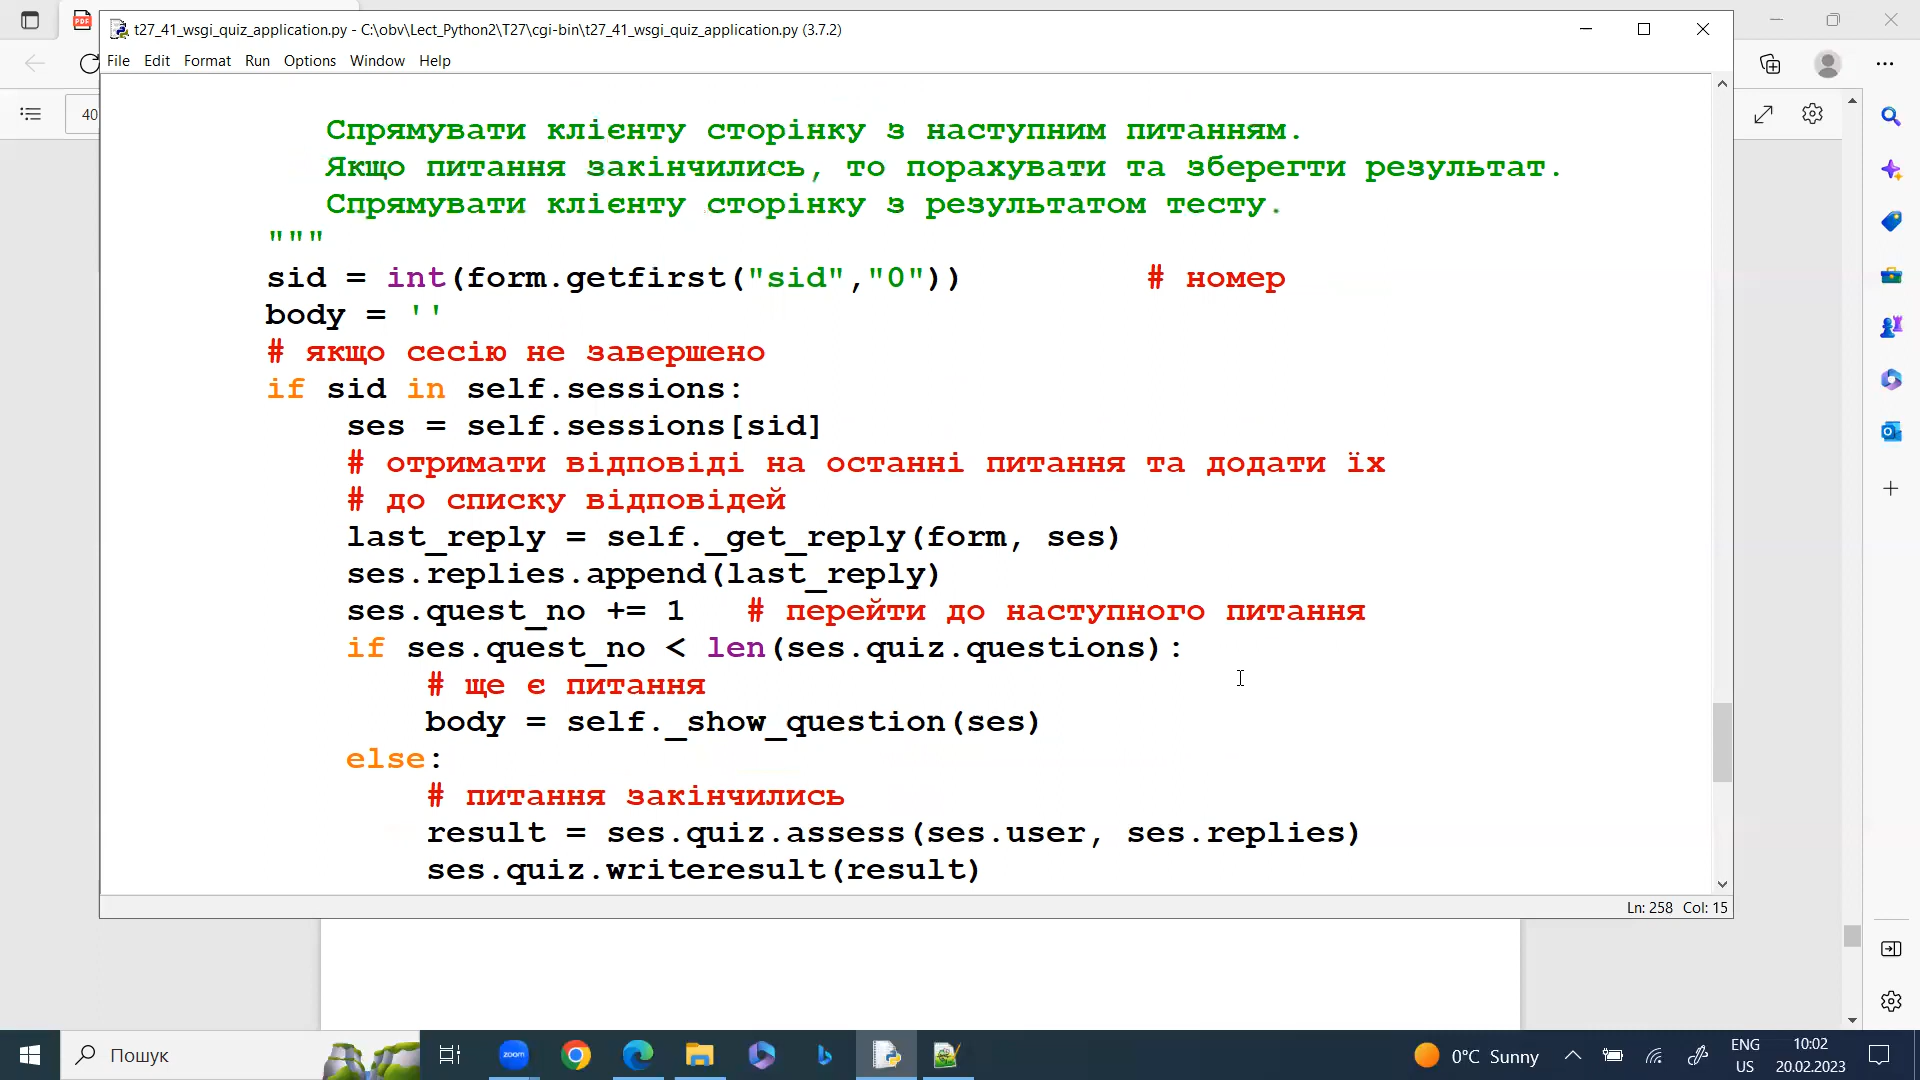 t27_41_wsgi_quiz_application.py - C:\obv\Lect_Python2\T27\cgi-bin\t27_41_wsgi_quiz_application.py (3.7.2)
File Edit Format Run Options Window Help
40
Спрямувати клієнту сторінку з наступним питанням.
Якщо питання закінчились, то порахувати та зберегти результат.
Спрямувати клієнту сторінку з результатом тесту.
"""
sid = int(form.getfirst("sid","0")) # номер
body = ''
# якщо сесію не завершено
if sid in self.sessions:
ses = self.sessions[sid]
# отримати відповіді на останні питання та додати їх
# до списку відповідей
last_reply = self._get_reply(form, ses)
ses.replies.append(last_reply)
ses.quest_no += 1 # перейти до наступного питання
if ses.quest_no < len(ses.quiz.questions):
# ще є питання
body = self._show_question(ses)
else:
# питання закінчились
result = ses.quiz.assess(ses.user, ses.replies)
ses.quiz.writeresult(result)
Ln: 258 Col: 15
Пошук
zoom
0°C Sunny
ENG
US
10:02
20.02.2023